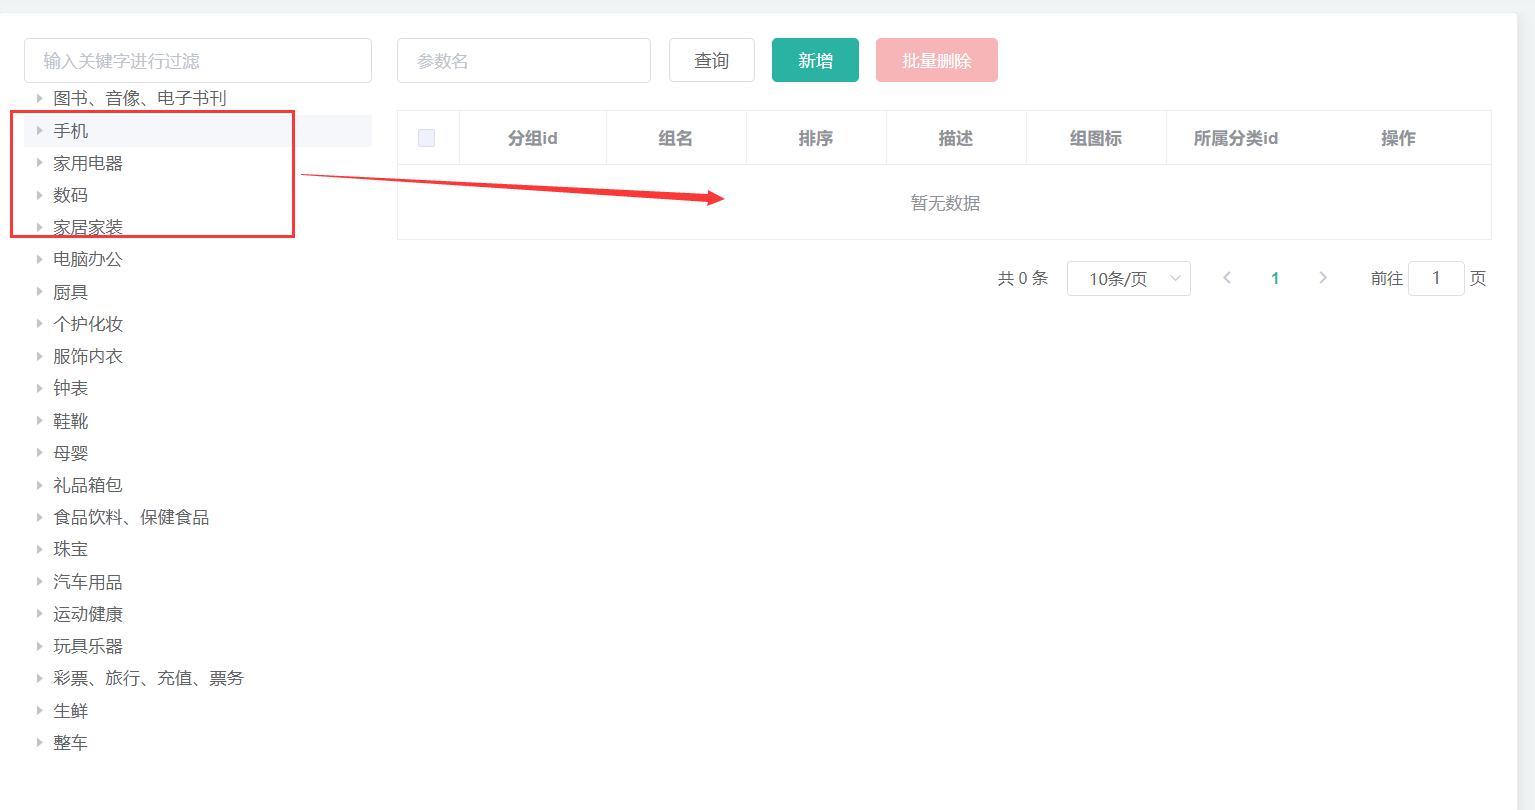 输入关键字进行过滤
图书、音像、电子书刊
手机
家用电器
数码
家居家装
电脑办公
厨具
个护化妆
服饰内衣
钟表
鞋靴
母婴
礼品箱包
食品饮料、保健食品
珠宝
汽车用品
运动健康
玩具乐器
彩票、旅行、充值、票务
生鲜
整车
参数名 查询 新增 批量删除
分组id 组名 排序 描述 组图标 所属分类id 操作
暂无数据
共 0 条 10条/页 1 前往 1 页